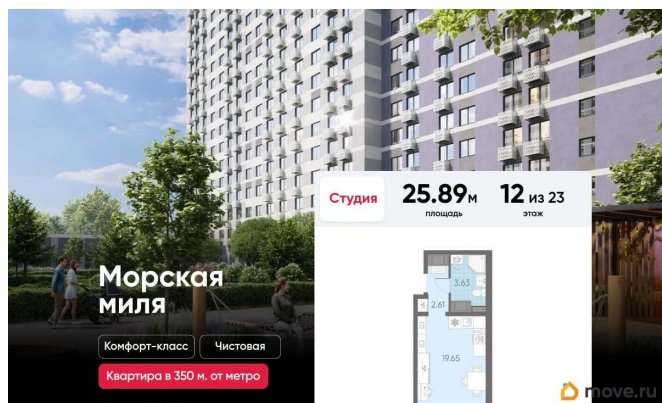 Студия
25.89м
площадь
12 из 23
этаж
3.63
2.61
19.65
Морская
миля
Комфорт-класс
Чистовая
Квартира в 350 м. от метро
move.ru